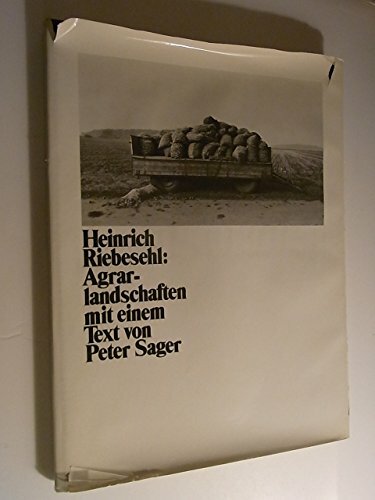 Heinrich
Riebesehl:
Agrar-
landschaften
mit einem
Text von
Peter Sager